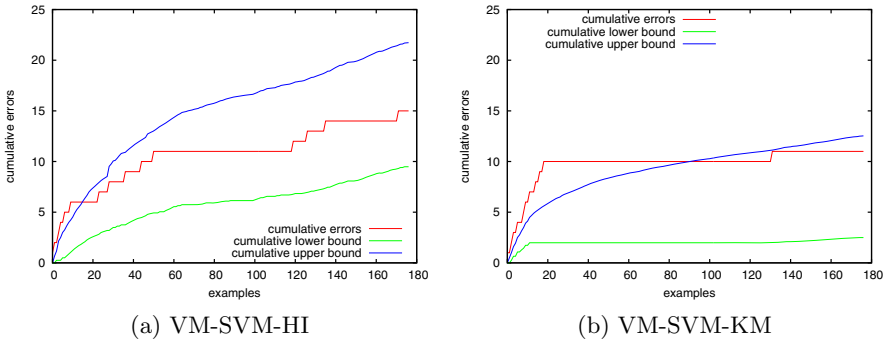 25
20
15
10
5
0
cumulative errors
cumulative errors
cumulative lower bound
cumulative upper bound
0 20 40 60 80 100 120 140 160 180
examples
(a) VM-SVM-HI
25
20
15
10
5
0
cumulative errors
cumulative errors
cumulative lower bound
cumulative upper bound
0 20 40 60 80 100 120 140 160 180
examples
(b) VM-SVM-KM